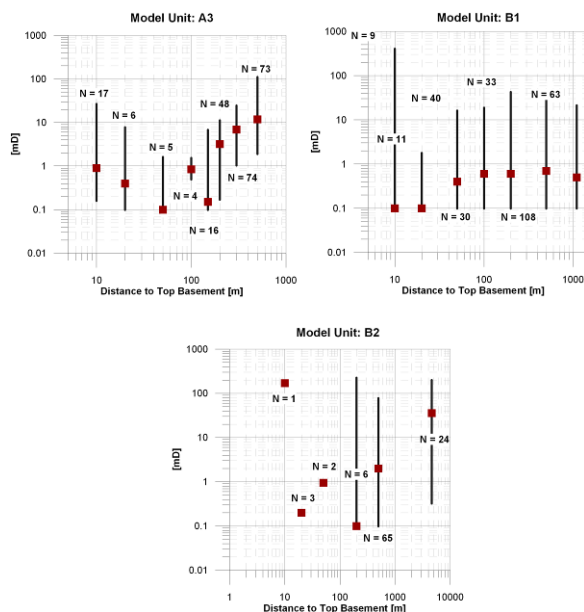 Model Unit: A3
1000
100
10
1
0.1
0.01
[mD]
N = 17
N = 6
N = 5
N = 4
N = 16
N = 48
N = 74
N = 73
10
100
1000
Distance to Top Basement [m]
Model Unit: B1
1000
100
10
1
0.1
0.01
[mD]
N = 9
N = 11
N = 40
N = 30
N = 33
N = 108
N = 63
10
100
1000
Distance to Top Basement [m]
Model Unit: B2
1000
100
10
1
0.1
0.01
[mD]
N = 1
N = 3
N = 2
N = 6
N = 65
N = 24
1
10
100
1000
10000
Distance to Top Basement [m]